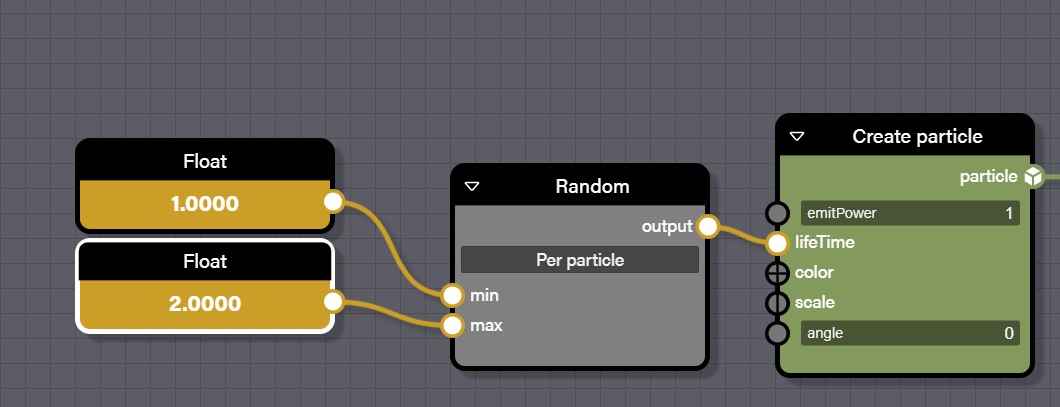 Float
1.0000
Float
2.0000
Random
output
Per particle
min
max
Create particle
particle
emitPower 1
lifeTime
color
scale
angle 0